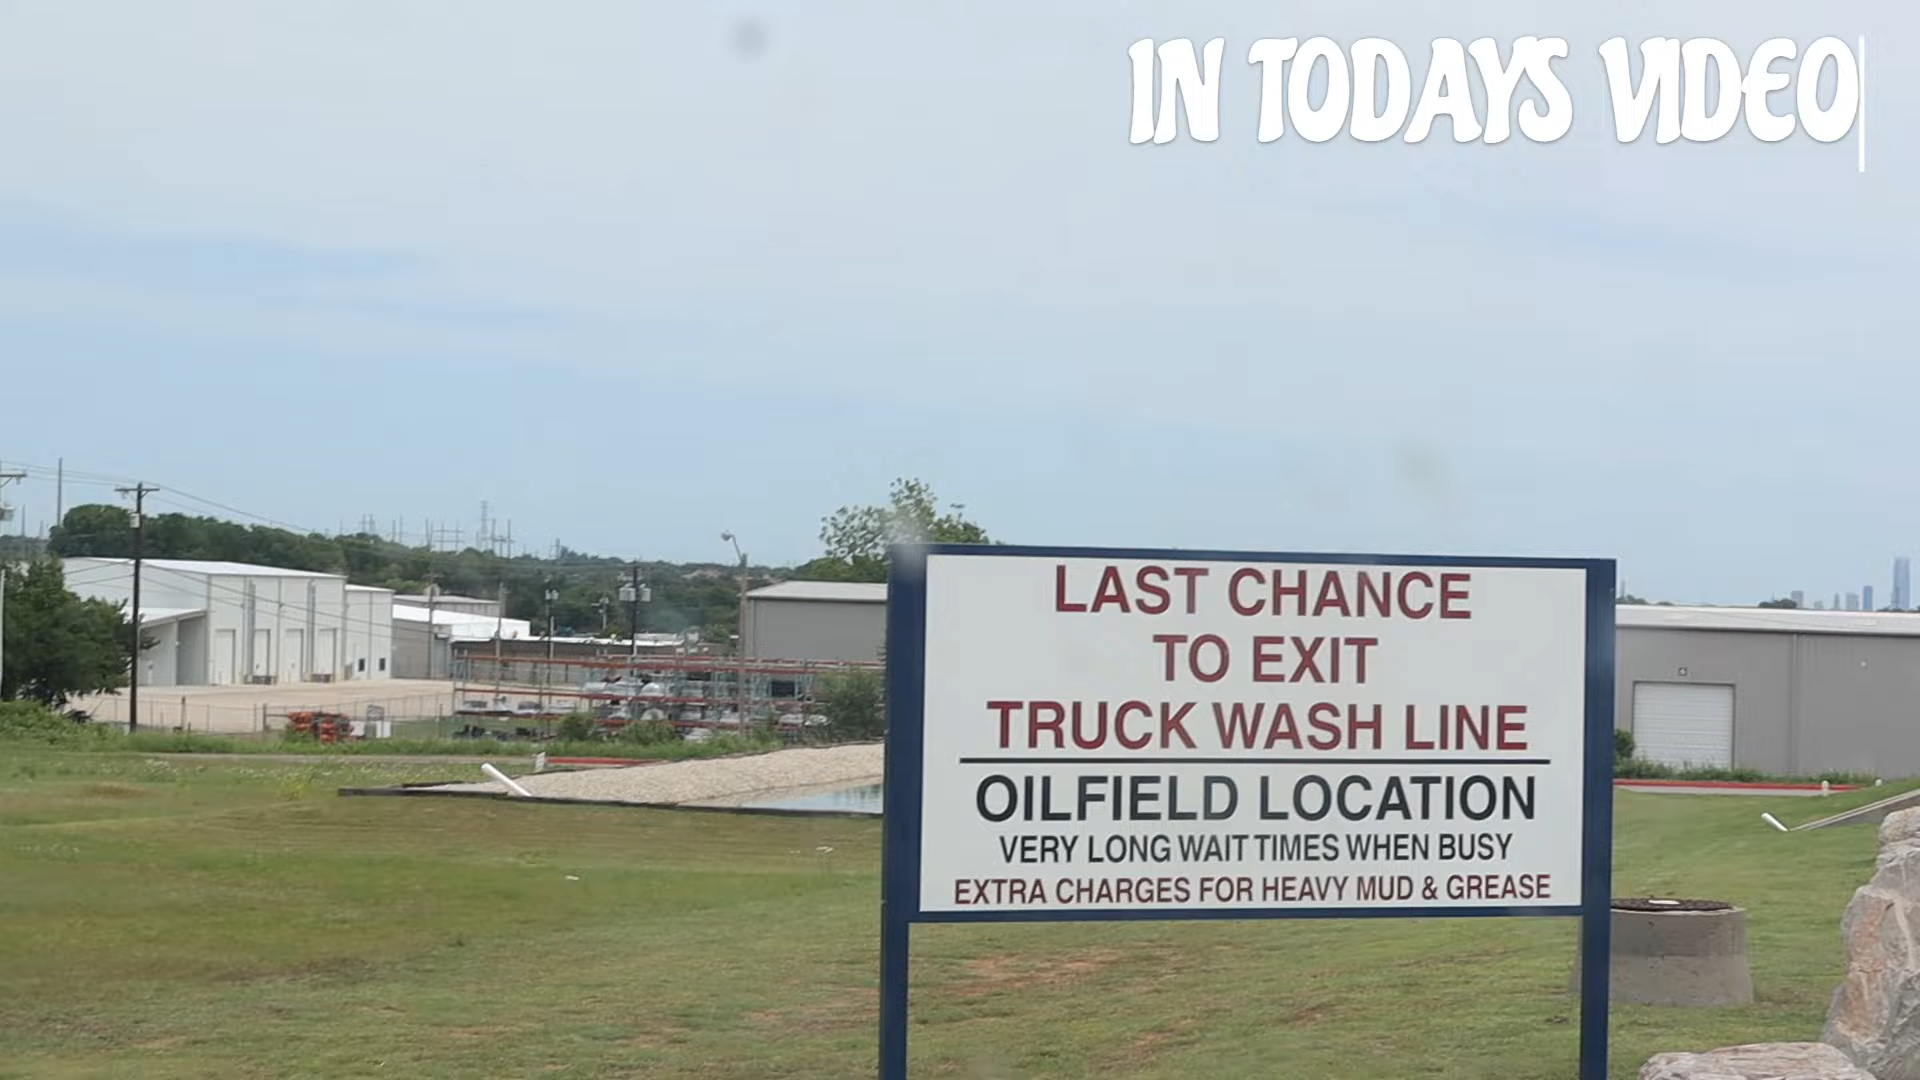 IN TODAYS VIDEO
LAST CHANCE
TO EXIT
TRUCK WASH LINE
OILFIELD LOCATION
VERY LONG WAIT TIMES WHEN BUSY
EXTRA CHARGES FOR HEAVY MUD & GREASE